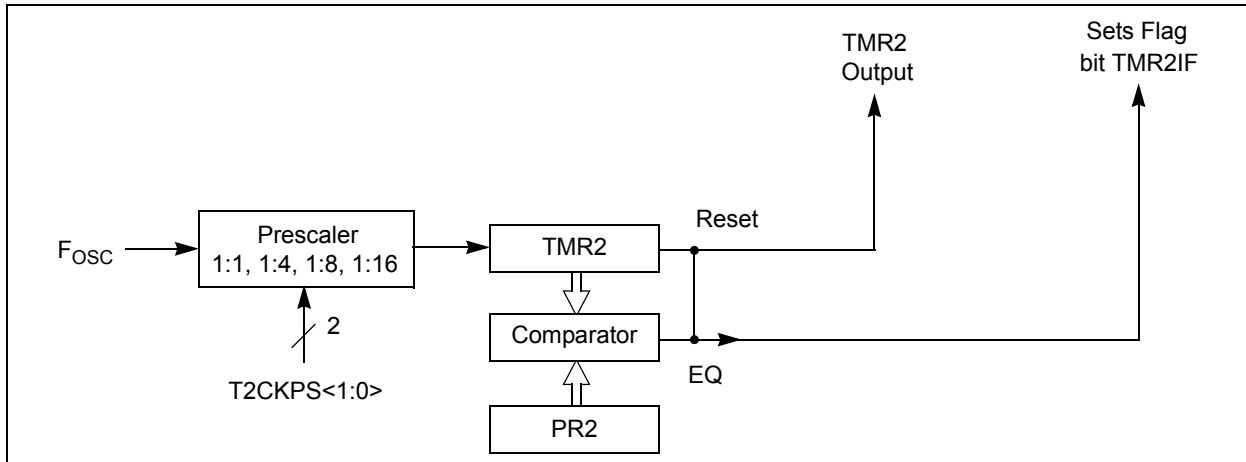 TMR2
Output
Sets Flag
bit TMR2IF
Reset
FOSC
Prescaler
1:1, 1:4, 1:8, 1:16
TMR2
2
Comparator
EQ
T2CKPS<1:0>
PR2